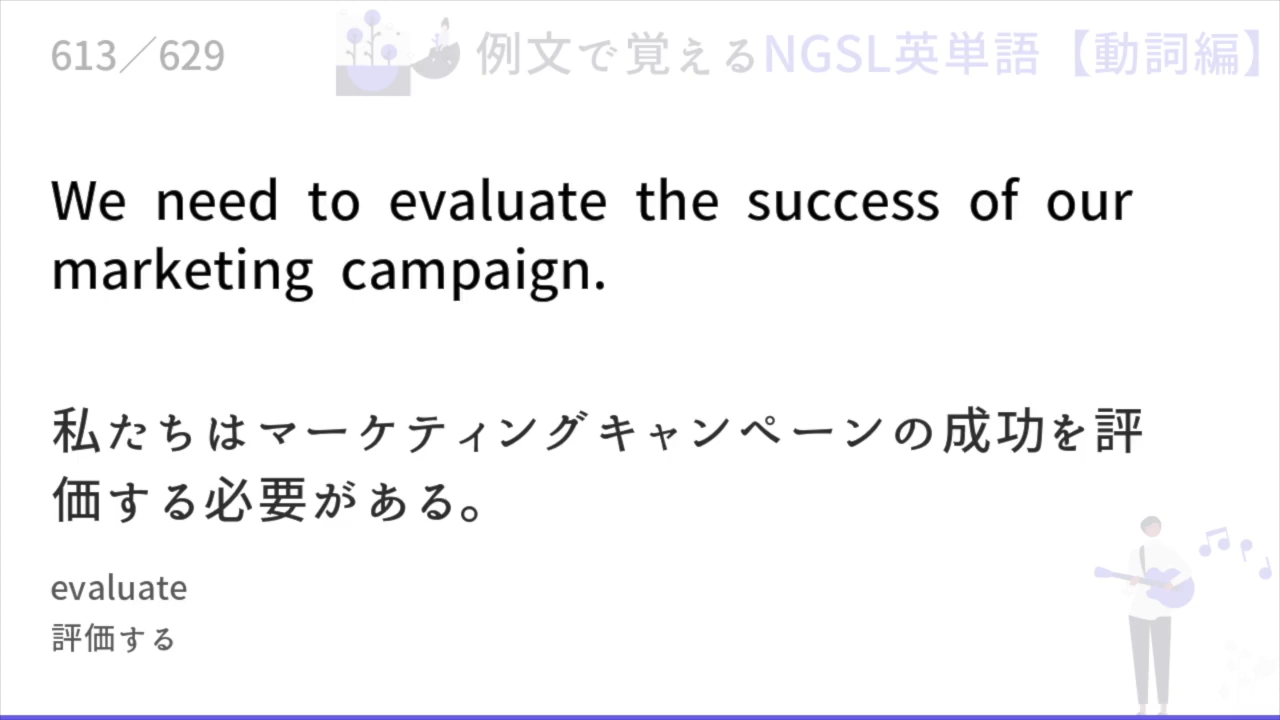 613／629
例文で覚えるNGSL英単語【動詞編】
We need to evaluate the success of our
marketing campaign.
私たちはマーケティングキャンペーンの成功を評
価する必要がある。
evaluate
評価する